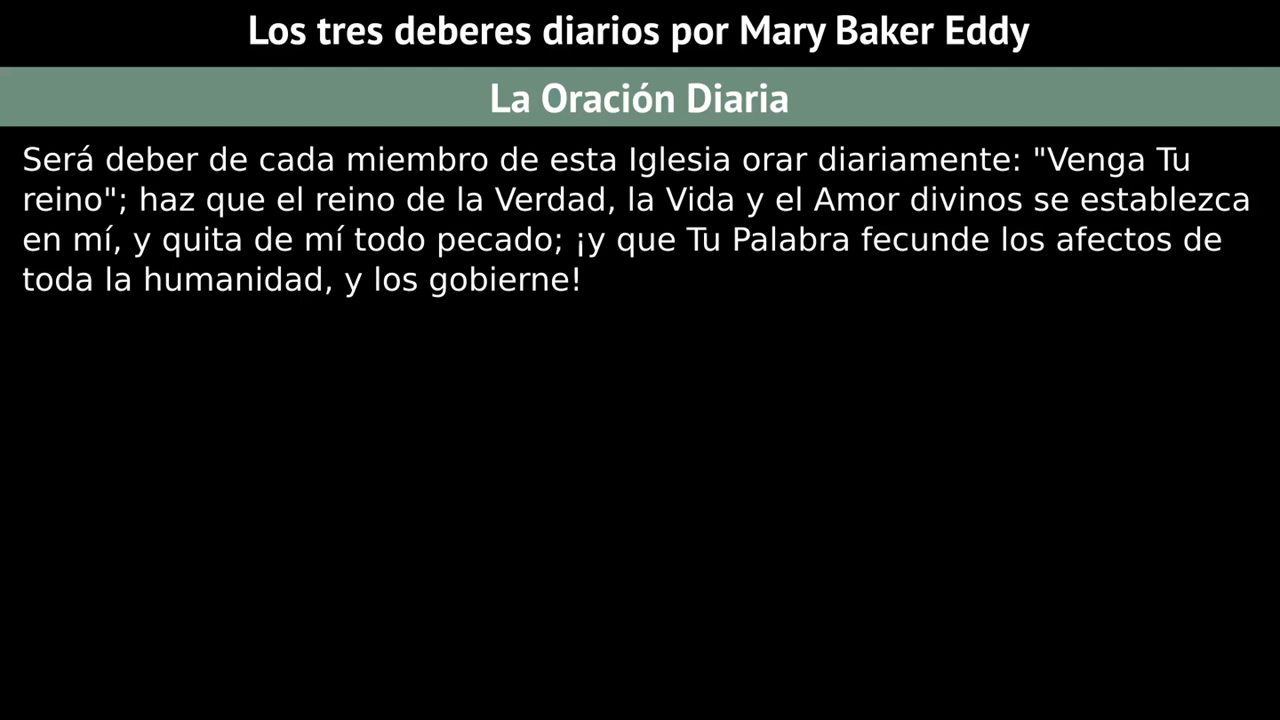 Los tres deberes diarios por Mary Baker Eddy
La Oración Diaria
Será deber de cada miembro de esta Iglesia orar diariamente: "Venga Tu
reino"; haz que el reino de la Verdad, la Vida y el Amor divinos se establezca
en mí, y quita de mí todo pecado; ¡y que Tu Palabra fecunde los afectos de
toda la humanidad, y los gobierne!